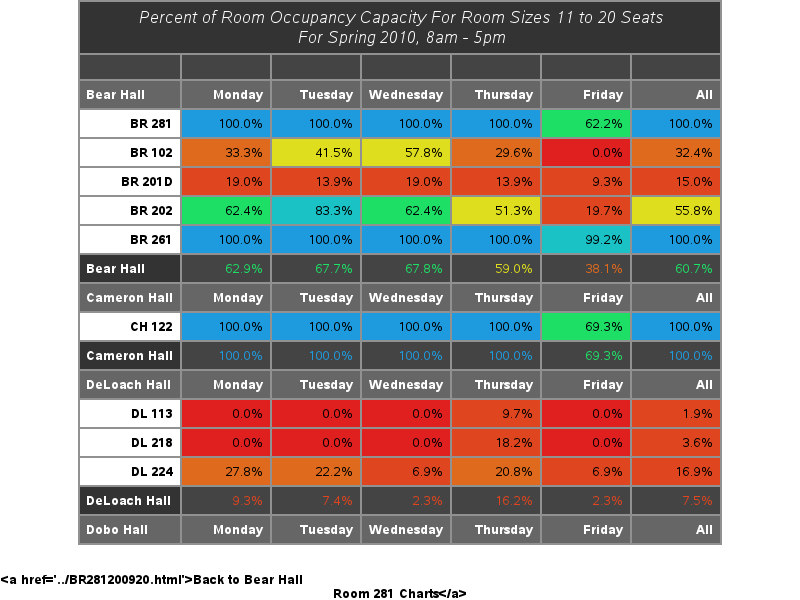 Percent of Room Occupancy Capacity For Room Sizes 11 to 20 Seats
For Spring 2010, 8am - 5pm
Bear Hall Monday Tuesday Wednesday Thursday Friday All
BR 281 100.0% 100.0% 100.0% 100.0% 62.2% 100.0%
BR 102 33.3% 41.5% 57.8% 29.6% 0.0% 32.4%
BR 201D 19.0% 13.9% 19.0% 13.9% 9.3% 15.0%
BR 202 62.4% 83.3% 62.4% 51.3% 19.7% 55.8%
BR 261 100.0% 100.0% 100.0% 100.0% 99.2% 100.0%
Bear Hall 62.9% 67.7% 67.8% 59.0% 38.1% 60.7%
Cameron Hall Monday Tuesday Wednesday Thursday Friday All
CH 122 100.0% 100.0% 100.0% 100.0% 69.3% 100.0%
Cameron Hall 100.0% 100.0% 100.0% 100.0% 69.3% 100.0%
DeLoach Hall Monday Tuesday Wednesday Thursday Friday All
DL 113 0.0% 0.0% 0.0% 9.7% 0.0% 1.9%
DL 218 0.0% 0.0% 0.0% 18.2% 0.0% 3.6%
DL 224 27.8% 22.2% 6.9% 20.8% 6.9% 16.9%
DeLoach Hall 9.3% 7.4% 2.3% 16.2% 2.3% 7.5%
Dobo Hall Monday Tuesday Wednesday Thursday Friday All
<a href='../BR281200920.html'>Back to Bear Hall
Room 281 Charts</a>